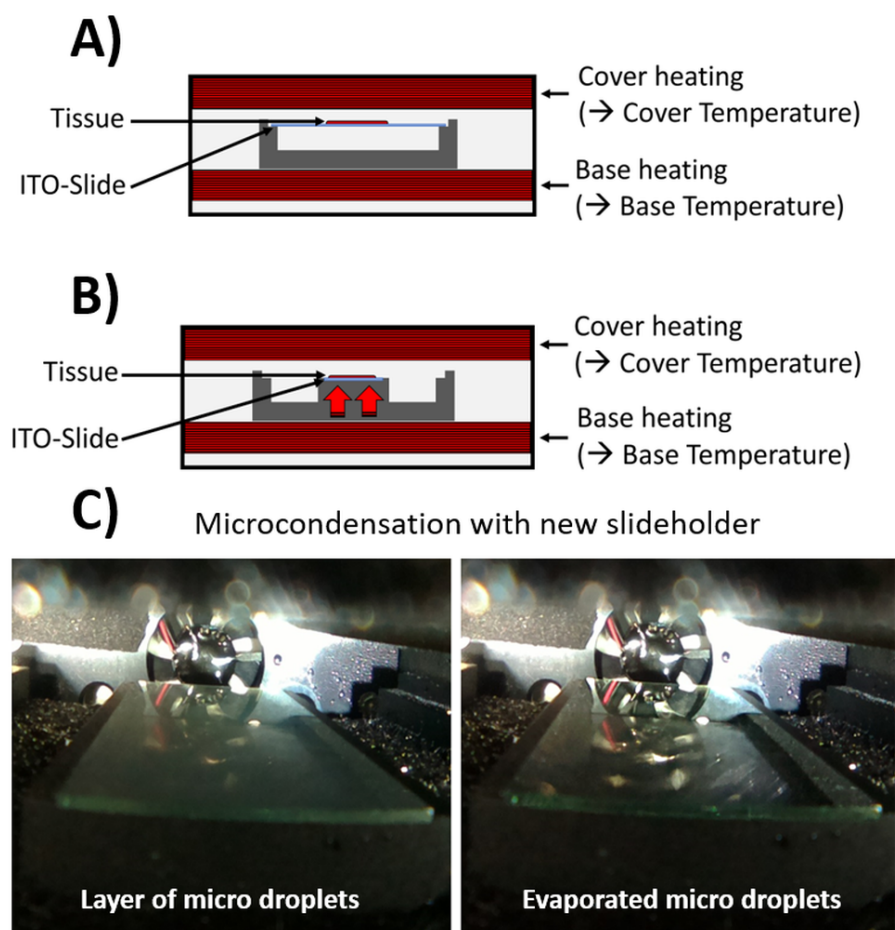 A)
Tissue
ITO-Slide
Cover heating
(→ Cover Temperature)
Base heating
(→ Base Temperature)
B)
Tissue
ITO-Slide
Cover heating
(→ Cover Temperature)
Base heating
(→ Base Temperature)
C)
Microcondensation with new slideholder
Layer of micro droplets
Evaporated micro droplets